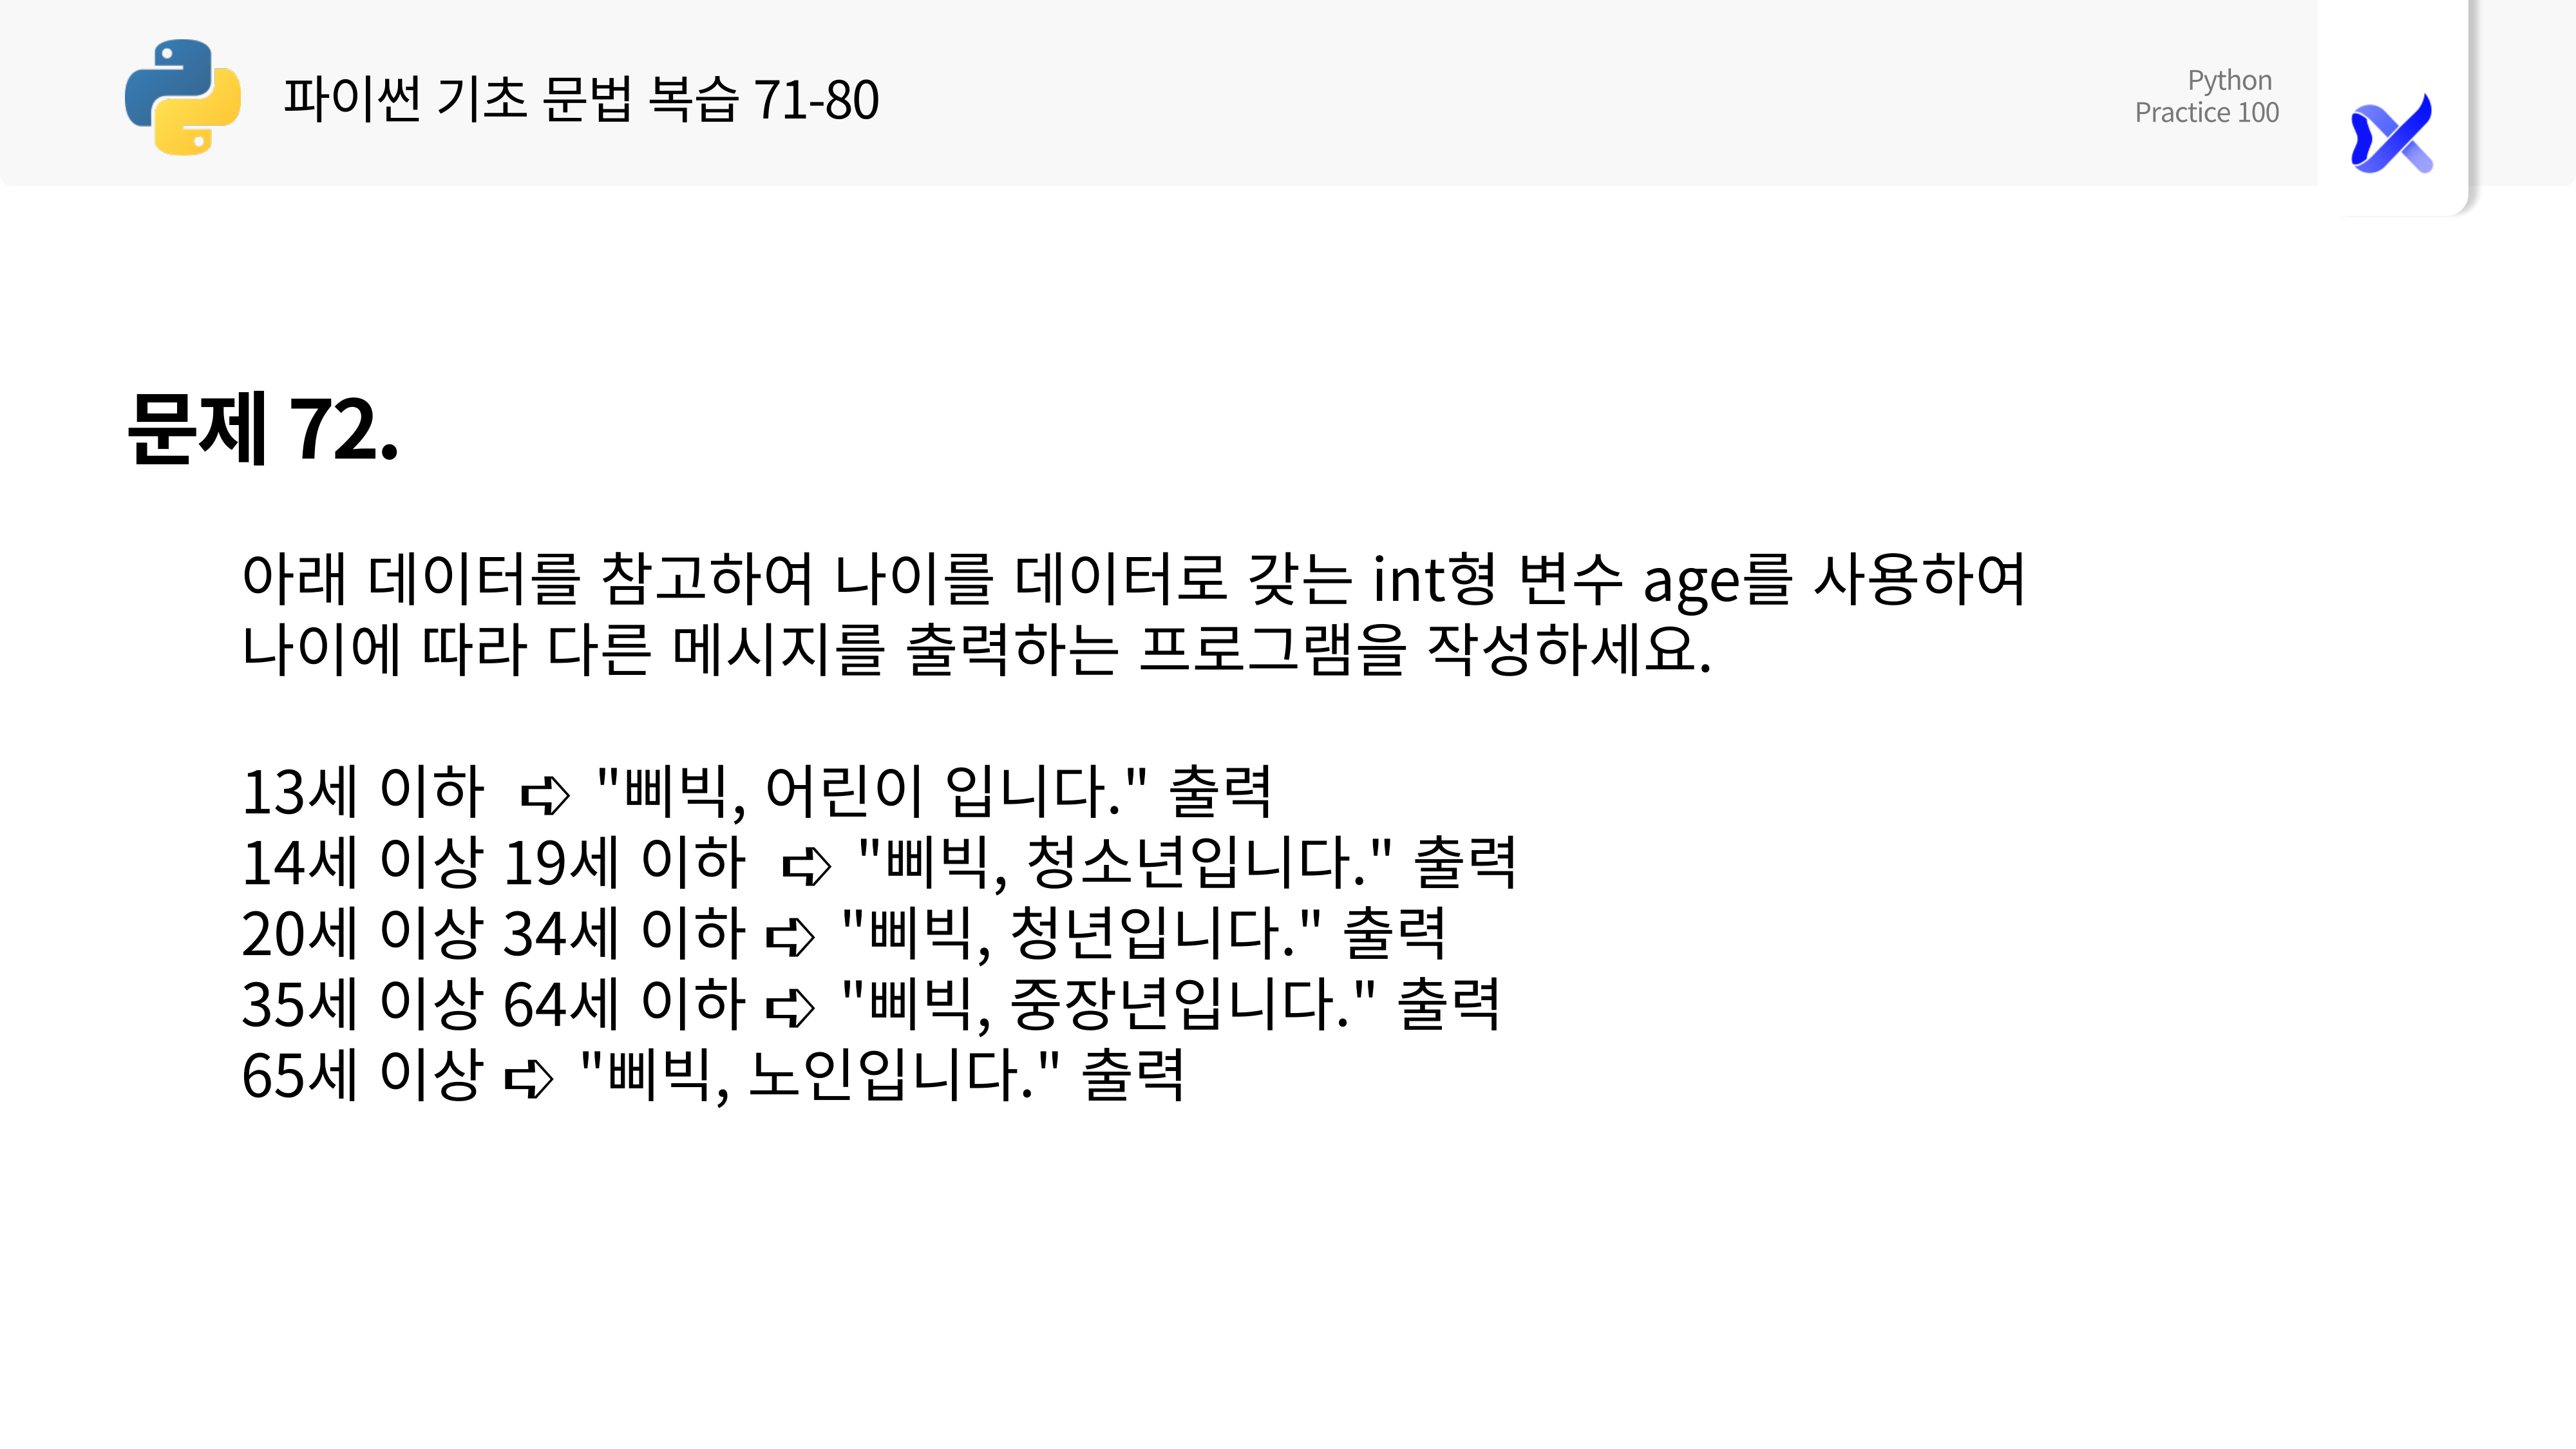 파이썬 기초 문법 복습 71-80
Python
Practice 100
문제 72.
아래 데이터를 참고하여 나이를 데이터로 갖는 int형 변수 age를 사용하여
나이에 따라 다른 메시지를 출력하는 프로그램을 작성하세요.
13세 이하 ➪ "삐빅, 어린이 입니다." 출력
14세 이상 19세 이하 ➪ "삐빅, 청소년입니다." 출력
20세 이상 34세 이하 ➪ "삐빅, 청년입니다." 출력
35세 이상 64세 이하 ➪ "삐빅, 중장년입니다." 출력
65세 이상 ➪ "삐빅, 노인입니다." 출력